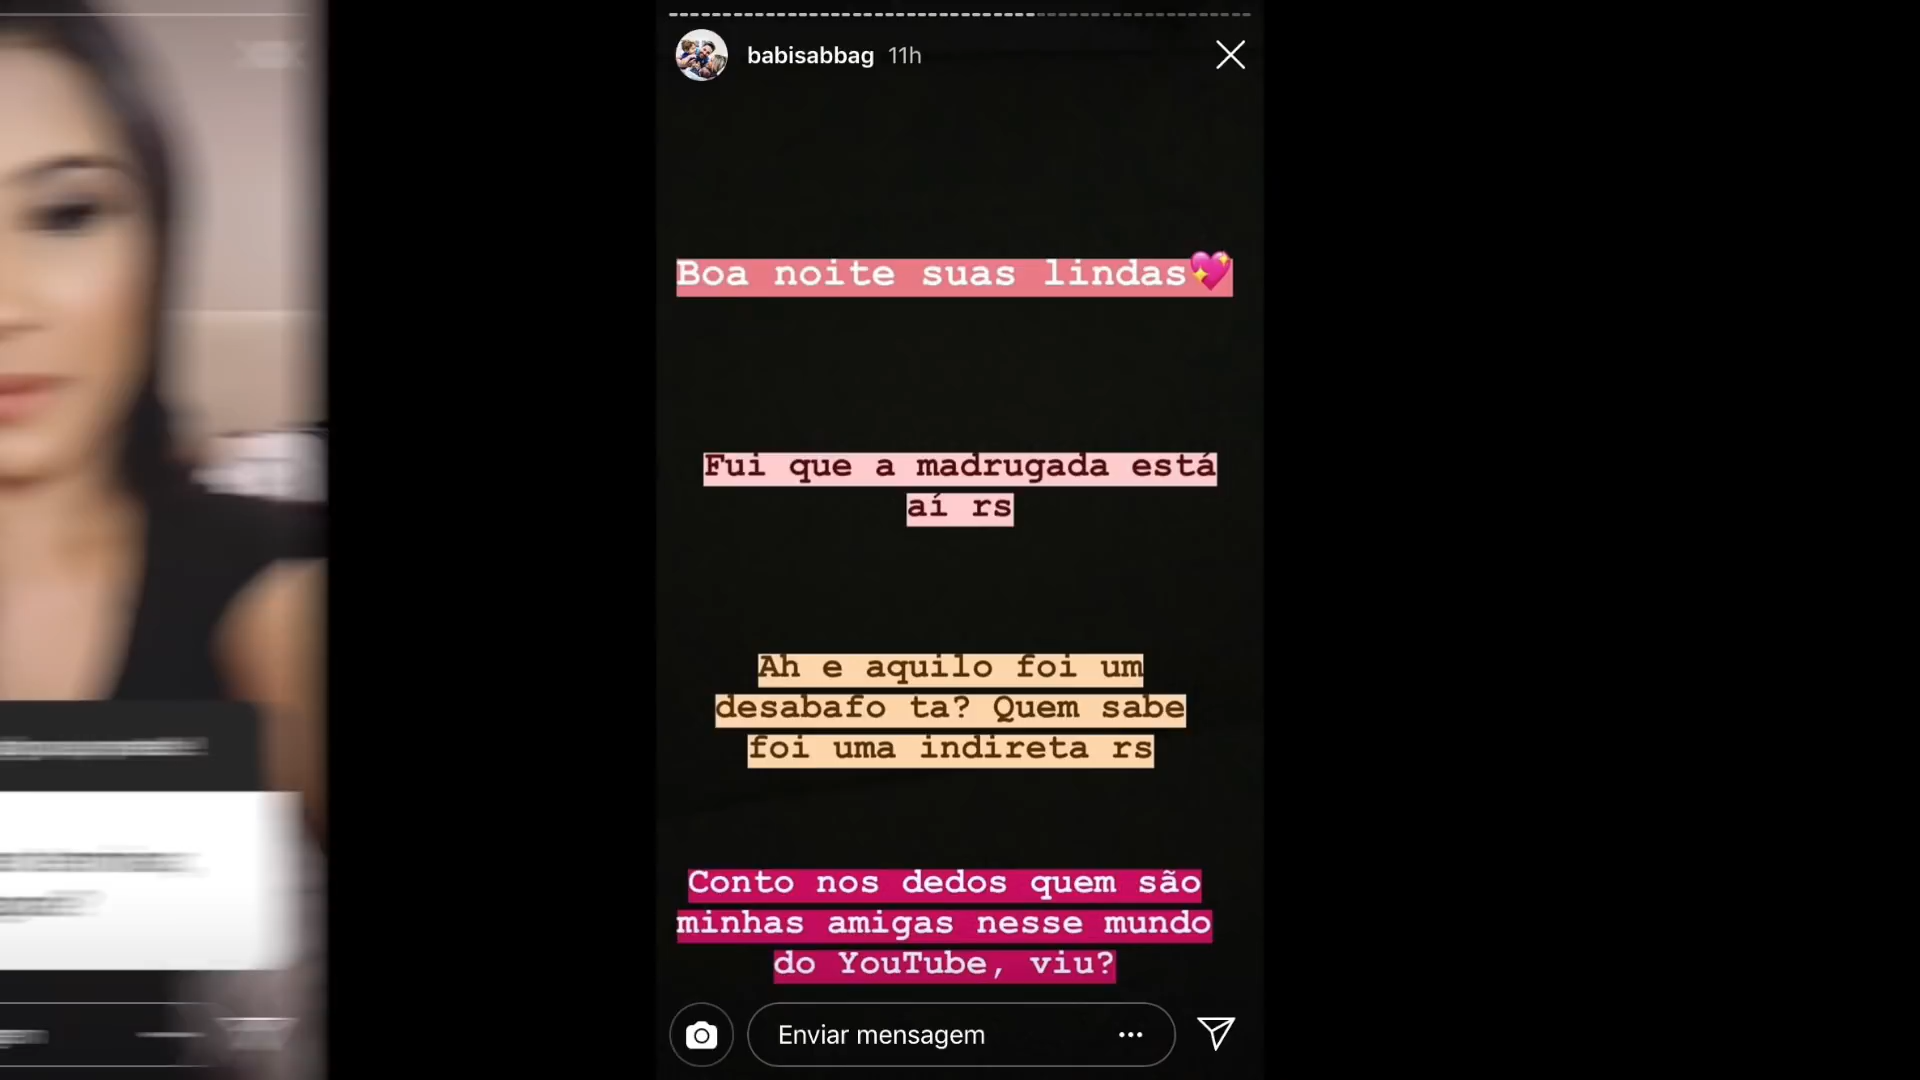 babisabbag 11h
Boa noite suas lindas💖
Fui que a madrugada está
aí rs
Ah e aquilo foi um
desabafo ta? Quem sabe
foi uma indireta rs
Conto nos dedos quem são
minhas amigas nesse mundo
do YouTube, viu?
Enviar mensagem